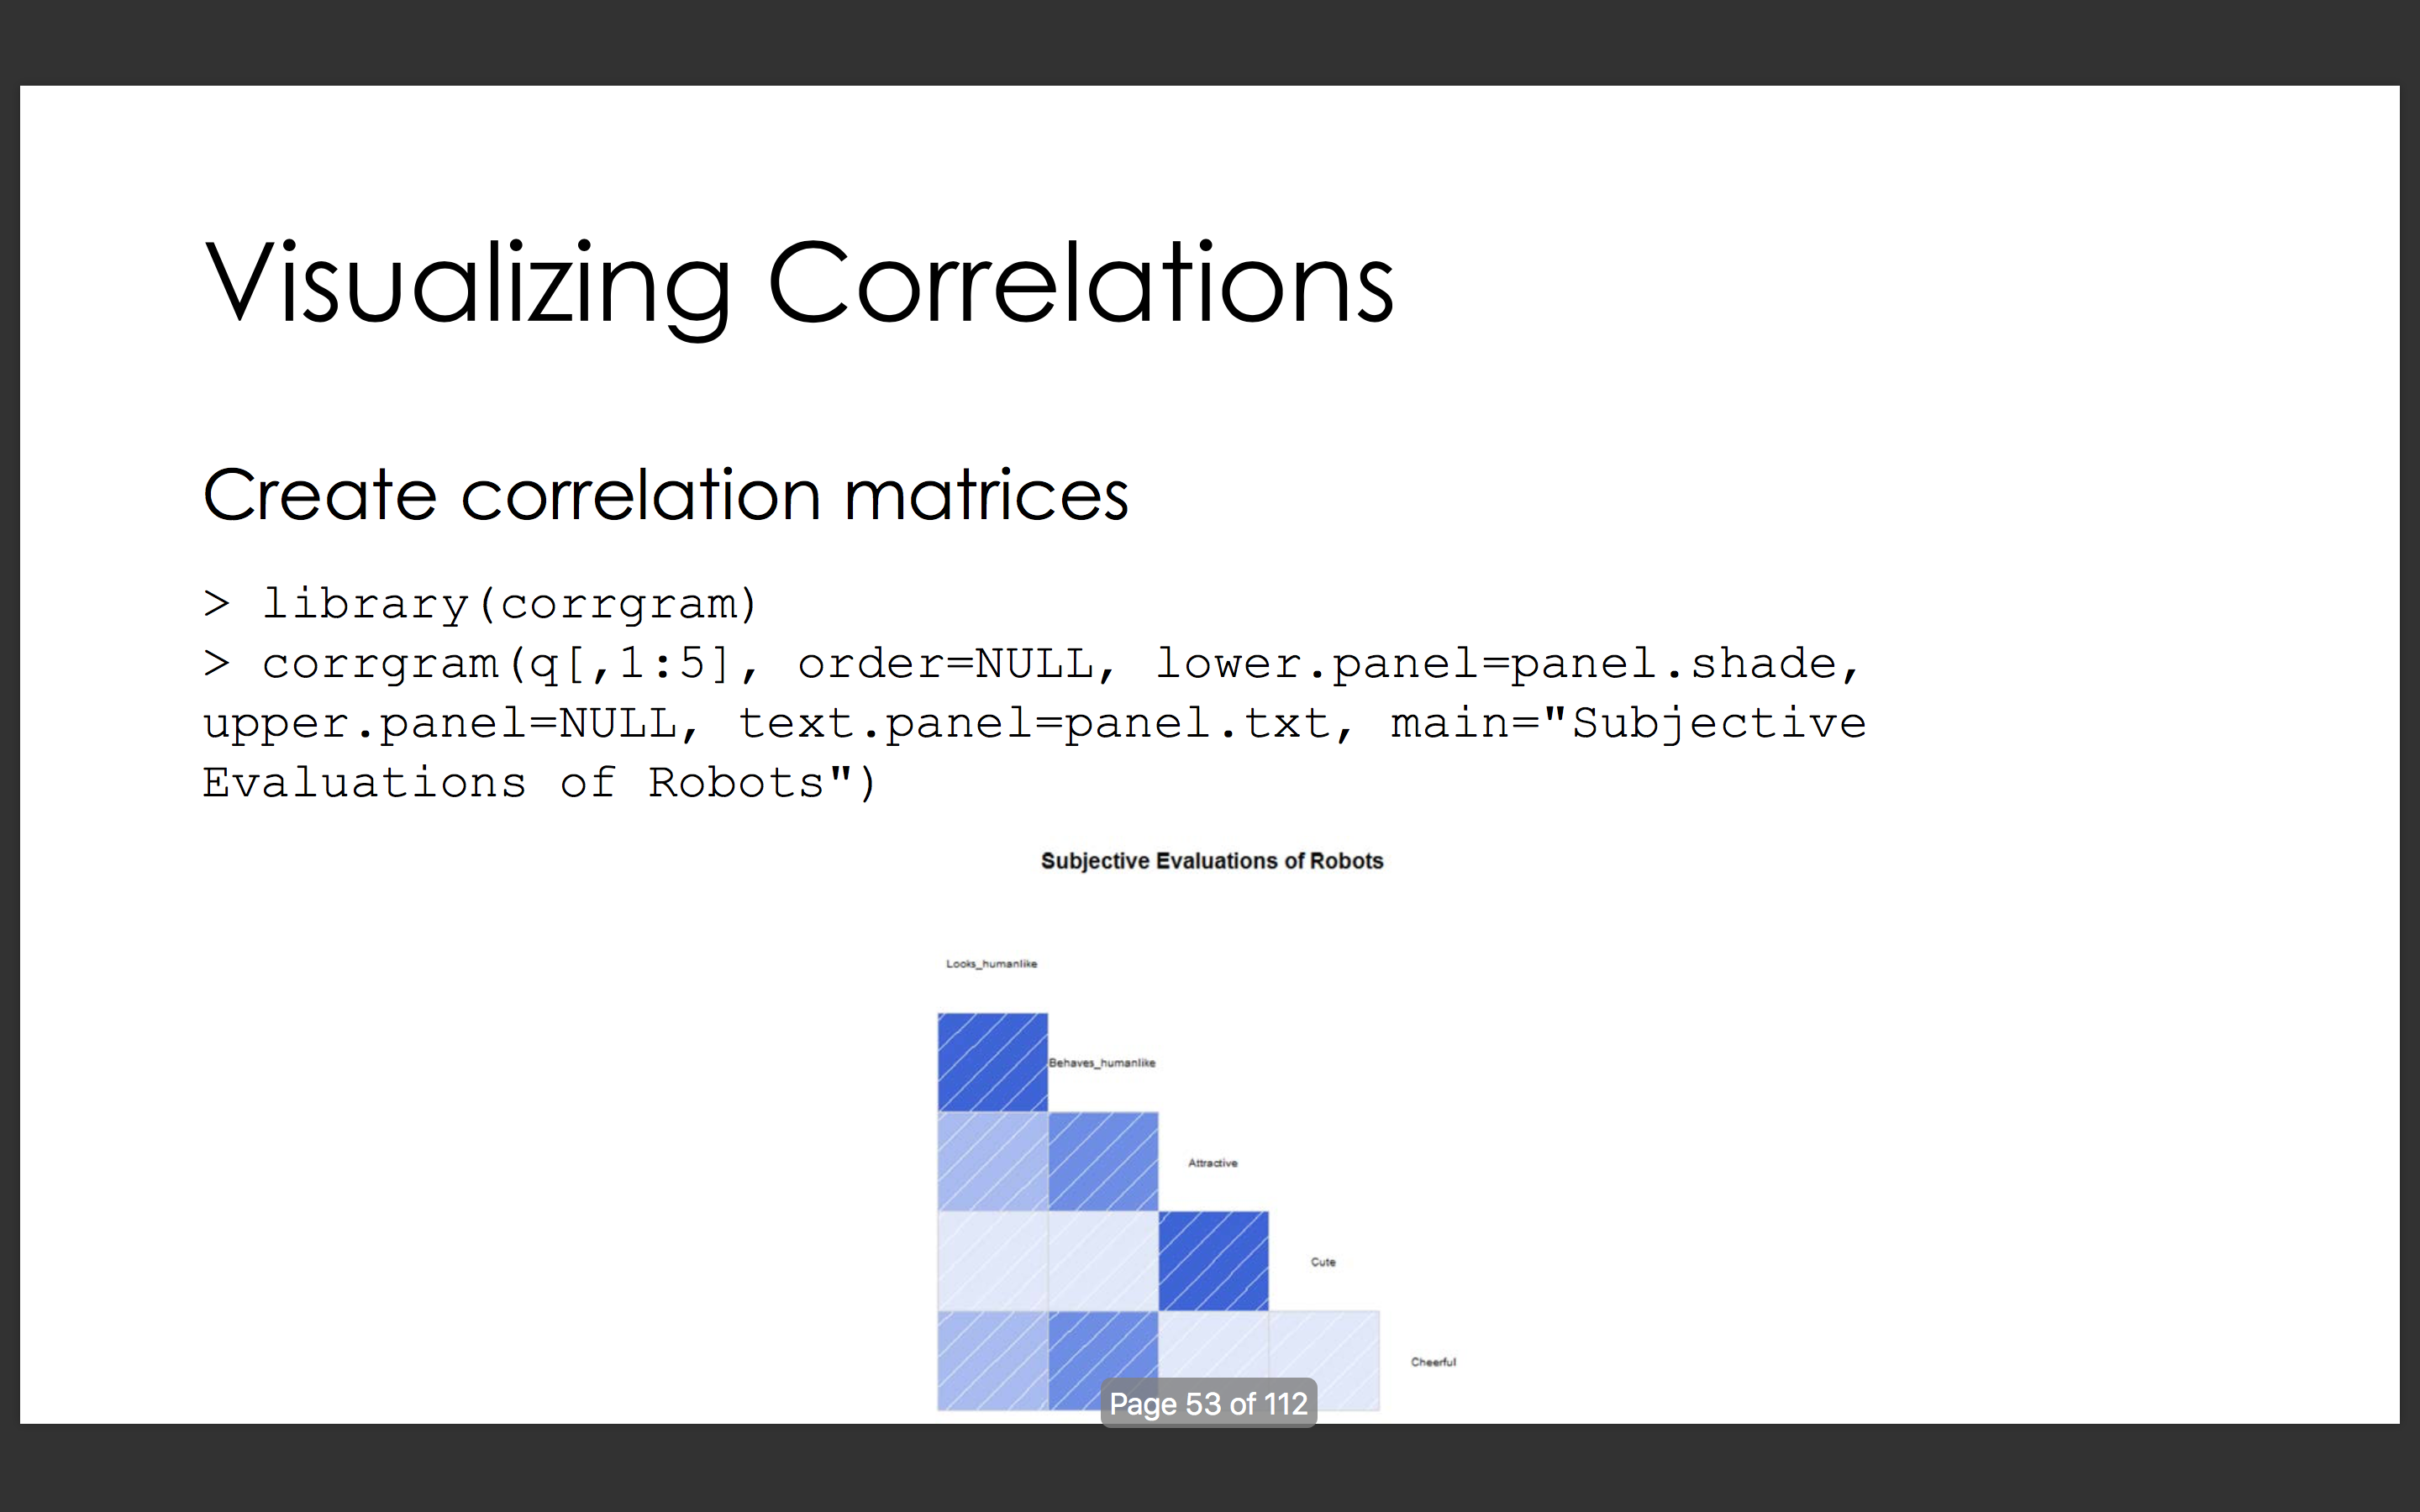 Visualizing Correlations
Create correlation matrices
> library(corrgram)
> corrgram(q[,1:5], order=NULL, lower.panel=panel.shade,
upper.panel=NULL, text.panel=panel.txt, main="Subjective
Evaluations of Robots")
Subjective Evaluations of Robots
Looks_humanlike
Behaves_humanlike
Attractive
Cute
Cheerful
Page 53 of 112